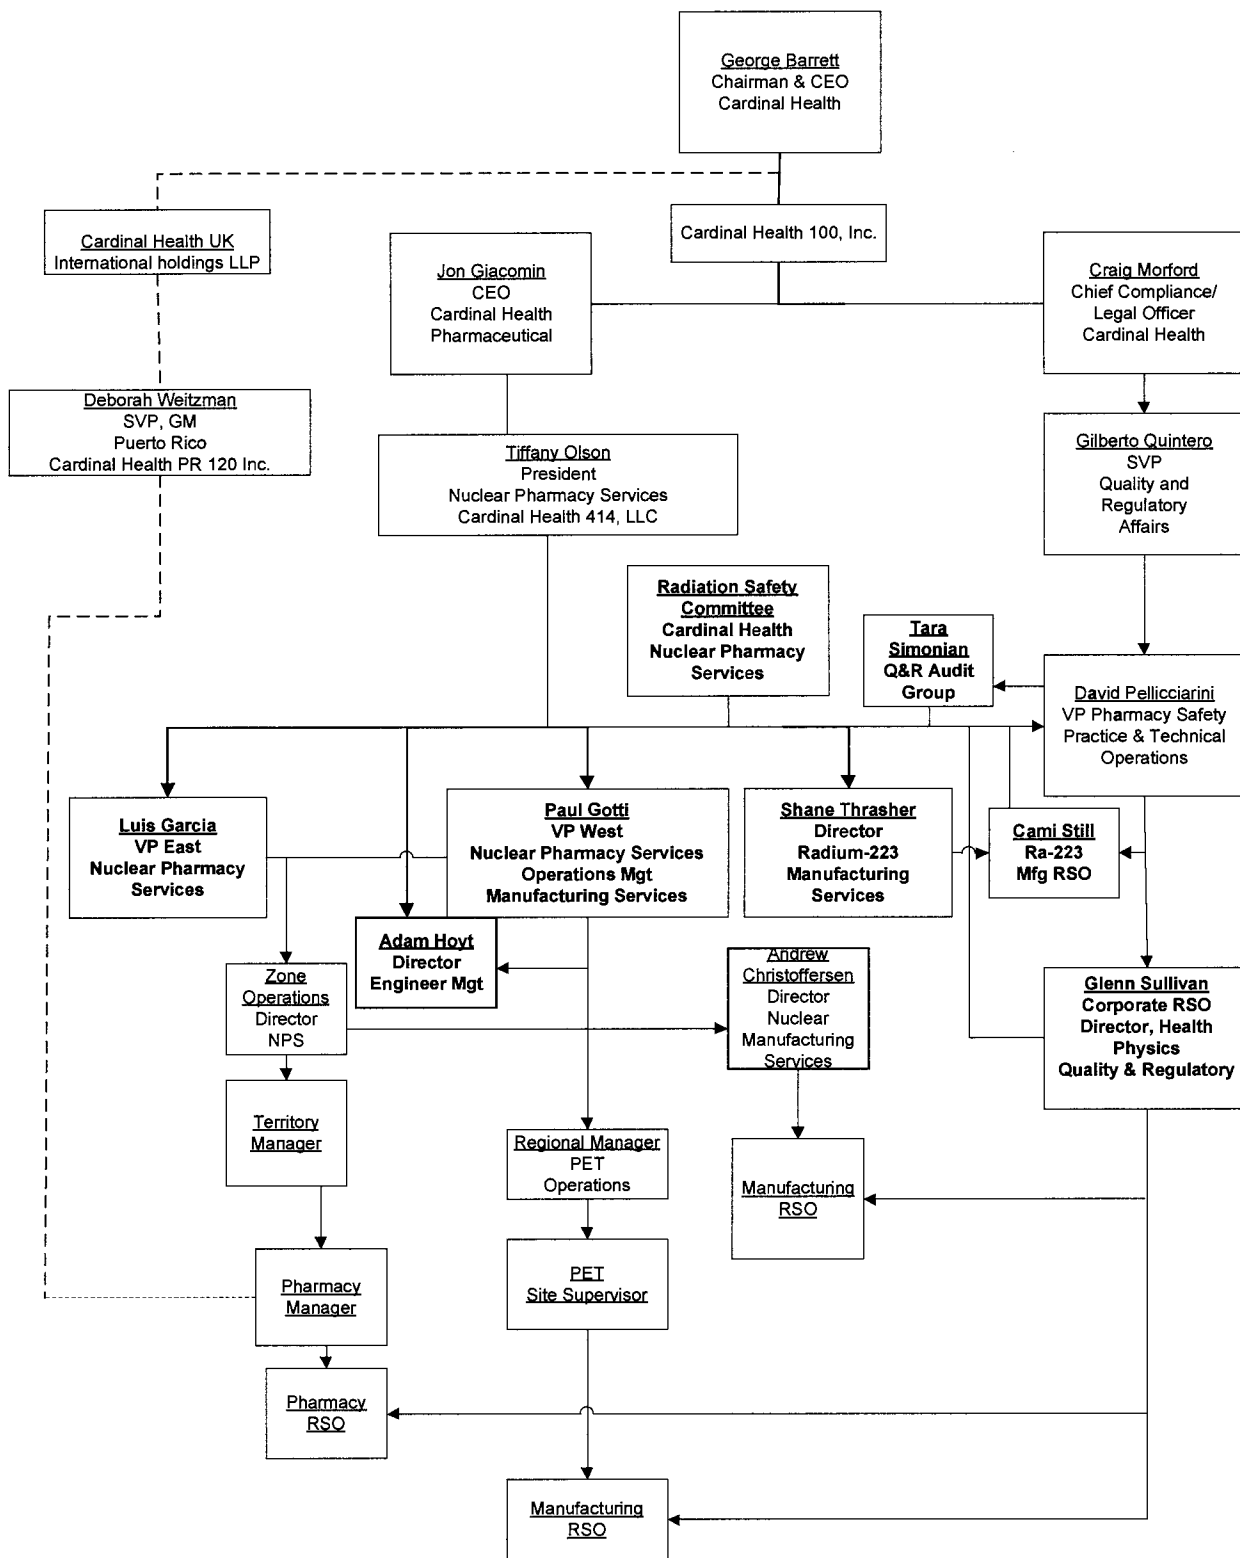 George Barrett
Chairman & CEO
Cardinal Health
Cardinal Health UK
International holdings LLP
Cardinal Health 100, Inc.
Jon Giacomin
CEO
Cardinal Health
Pharmaceutical
Craig Morford
Chief Compliance/
Legal Officer
Cardinal Health
Deborah Weitzman
SVP, GM
Puerto Rico
Cardinal Health PR 120 Inc.
Tiffany Olson
President
Nuclear Pharmacy Services
Cardinal Health 414, LLC
Gilberto Quintero
SVP
Quality and
Regulatory
Affairs
Radiation Safety
Committee
Cardinal Health
Nuclear Pharmacy
Services
Tara
Simonian
Q&R Audit
Group
David Pellicciarini
VP Pharmacy Safety
Practice & Technical
Operations
Luis Garcia
VP East
Nuclear Pharmacy
Services
Paul Gotti
VP West
Nuclear Pharmacy Services
Operations Mgt
Manufacturing Services
Shane Thrasher
Director
Radium-223
Manufacturing
Services
Cami Still
Ra-223
Mfg RSO
Adam Hoyt
Director
Engineer Mgt
Zone
Operations
Director
NPS
Andrew
Christoffersen
Director
Nuclear
Manufacturing
Services
Glenn Sullivan
Corporate RSO
Director, Health
Physics
Quality & Regulatory
Territory
Manager
Regional Manager
PET
Operations
Manufacturing
RSO
Pharmacy
Manager
PET
Site Supervisor
Pharmacy
RSO
Manufacturing
RSO